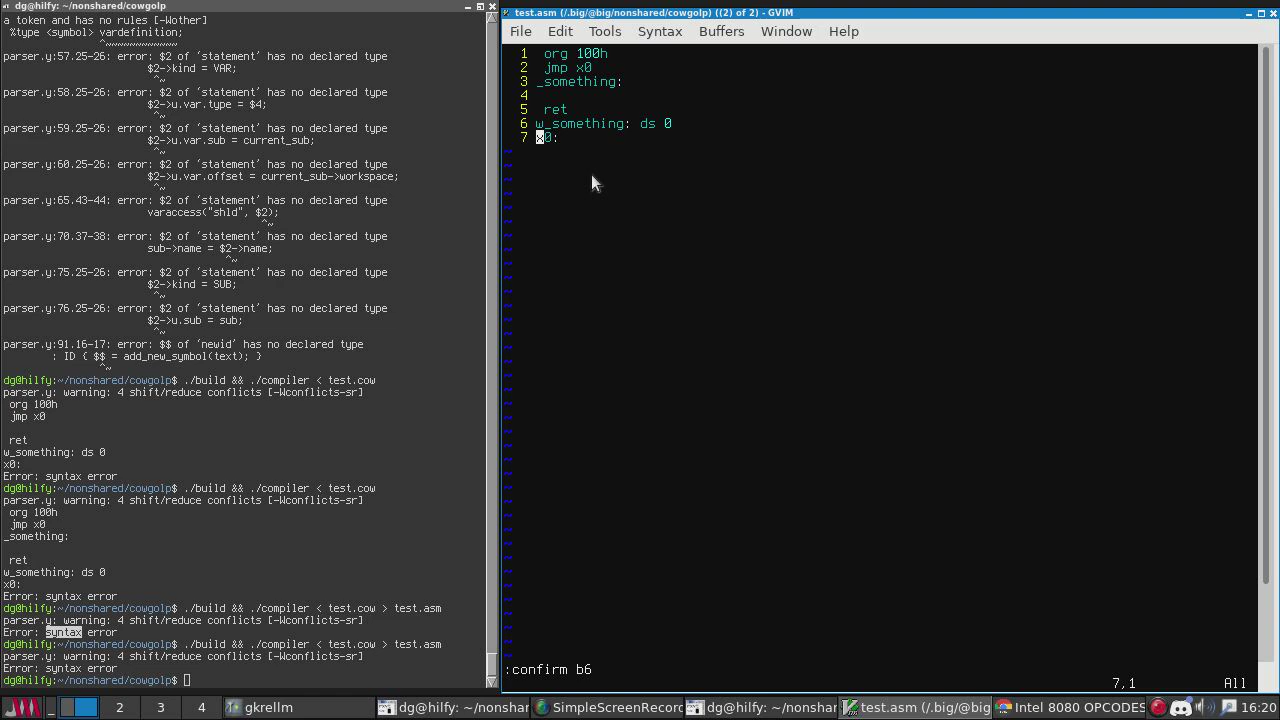 dg@hilfy: ~/nonshared/cowgolp
parser.y:57.25-26: error: $2 of 'statement' has no declared type
$2->kind = VAR;
^~
parser.y:58.25-26: error: $2 of 'statement' has no declared type
$2->u.var.type = $4;
^~
parser.y:59.25-26: error: $2 of 'statement' has no declared type
$2->u.var.sub = current_sub;
^~
parser.y:60.25-26: error: $2 of 'statement' has no declared type
$2->u.var.offset = current_sub->workspace;
^~
error: $2 of 'statement' has no declared type
varaccess("shld", $2);
^~
parser.y:70.37-38: error: $2 of 'statement' has no declared type
sub->name = $2->name;
^~
parser.y:75.25-26: error: $2 of 'statement' has no declared type
$2->kind = SUB;
^~
parser.y:76.25-26: error: $2 of 'statement' has no declared type
$2->u.sub = sub;
^~
parser.y:91.16-17: error: $$ of 'newid' has no declared type
: ID { $$ = add_new_symbol(text); }
^~
dg@hilfy:~/nonshared/cowgolp$ ./build && ./compiler < test.cow
parser.y: warning: 4 shift/reduce conflicts [-Wconflicts-sr]
org 100h
jmp x0
ret
w_something: ds 0
x0:
Error: syntax error
dg@hilfy:~/nonshared/cowgolp$ ./build && ./compiler < test.cow
parser.y: warning: 4 shift/reduce conflicts [-Wconflicts-sr]
org 100h
jmp x0
_something:
ret
w_something: ds 0
x0:
Error: syntax error
dg@hilfy:~/nonshared/cowgolp$ ./build && ./compiler < test.cow > test.asm
parser.y: warning: 4 shift/reduce conflicts [-Wconflicts-sr]
Error: syntax error
dg@hilfy:~/nonshared/cowgolp$ ./build && ./compiler < test.cow > test.asm
parser.y: warning: 4 shift/reduce conflicts [-Wconflicts-sr]
Error: syntax error
dg@hilfy:~/nonshared/cowgolp$
test.asm (/.big/@big/nonshared/cowgolp) ((2) of 2) - GVIM
File Edit Tools Syntax Buffers Window Help
1 org 100h
2 jmp x0
3 _something:
4
5 ret
6 w_something: ds 0
7 x0:
:confirm b6
7,1 All
2 3 4 gkrellm dg@hilfy: ~/nonshar SimpleScreenRecord dg@hilfy: ~/nonshar test.asm (/.big/@big Intel 8080 OPCODES 16:20